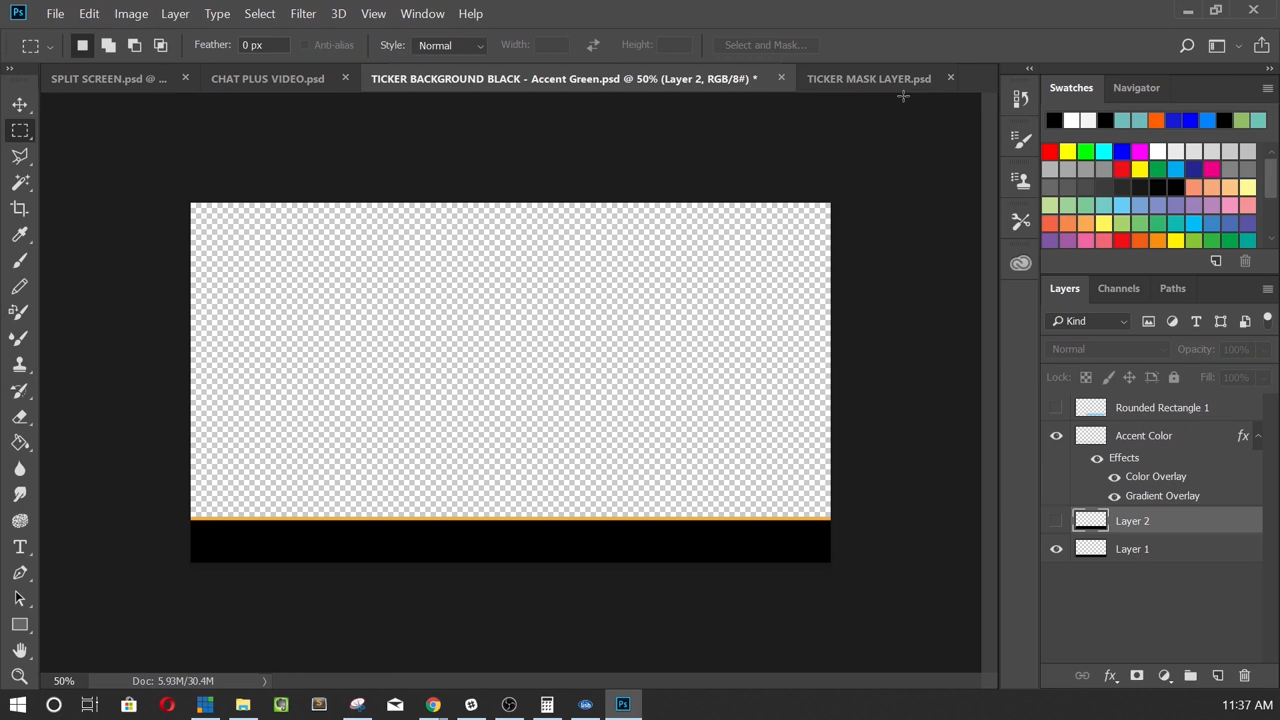 Ps File Edit Image Layer Type Select Filter 3D View Window Help
Feather: 0 px Anti-alias Style: Normal Width: Height: Select and Mask...
SPLIT SCREEN.psd @ ... CHAT PLUS VIDEO.psd TICKER BACKGROUND BLACK - Accent Green.psd @ 50% (Layer 2, RGB/8#) * TICKER MASK LAYER.psd
Swatches Navigator
Layers Channels Paths
Kind
Normal Opacity: 100%
Lock: Fill: 100%
Rounded Rectangle 1
Accent Color fx
Effects
Color Overlay
Gradient Overlay
Layer 2
Layer 1
50% Doc: 5.93M/30.4M
fx
Ps 11:37 AM